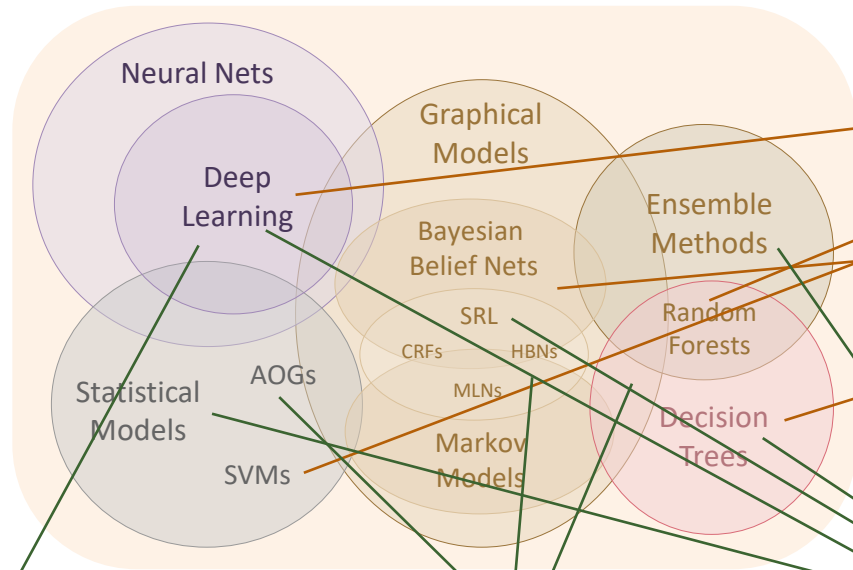 Neural Nets
Deep
Learning
Graphical
Models
Ensemble
Methods
Bayesian
Belief Nets
SRL
CRFs
HBNs
MLNs
Markov
Models
Random
Forests
Decision
Trees
Statistical
Models
AOGs
SVMs